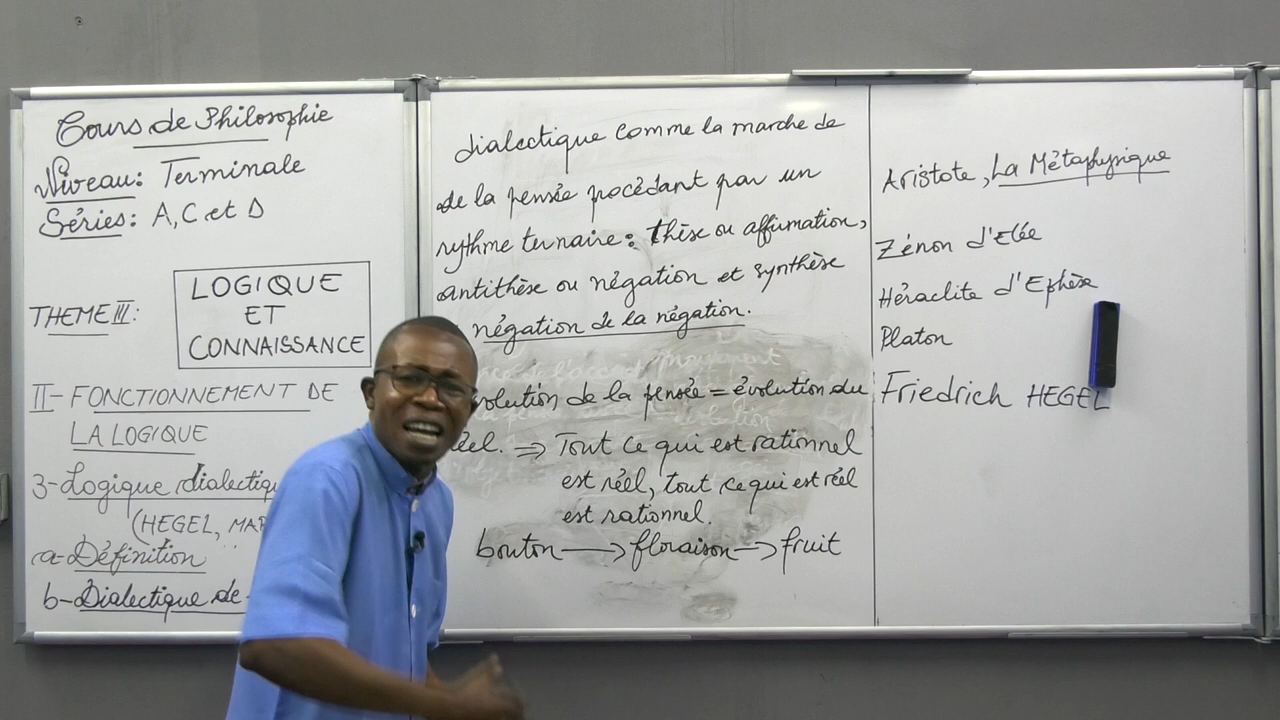 Cours de Philosophie
Niveau: Terminale
Séries: A, C et D
THEME III:
LOGIQUE
ET
CONNAISSANCE
II- FONCTIONNEMENT DE
LA LOGIQUE
3- Logique dialectiq
(HEGEL, MAR
a- Définition
b- Dialectique de
dialectique comme la marche de
de la pensée procédant par un
rythme ternaire: thèse ou affirmation,
antithèse ou négation et synthèse
négation de la négation.
volution de la pensée = évolution du
éel. => Tout ce qui est rationnel
est réel, tout ce qui est réel
est rationnel.
bouton → floraison → fruit
Aristote, La Métaphysique
Zénon d'Elée
Héraclite d'Ephèse
Platon
Friedrich HEGEL